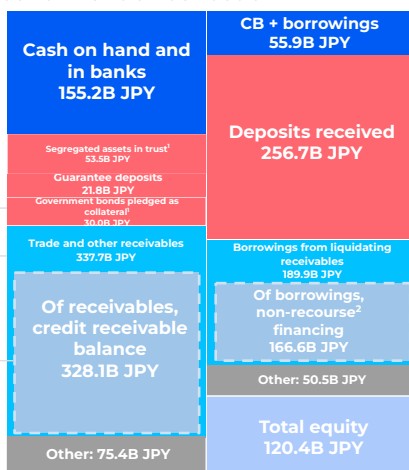 Cash on hand and
in banks
155.2B JPY
Segregated assets in trust¹
53.5B JPY
Guarantee deposits
21.8B JPY
Government bonds pledged as
collateral¹
30.0B JPY
Trade and other receivables
337.7B JPY
Of receivables,
credit receivable
balance
328.1B JPY
Other: 75.4B JPY
CB + borrowings
55.9B JPY
Deposits received
256.7B JPY
Borrowings from liquidating
receivables
189.9B JPY
Of borrowings,
non-recourse²
financing
166.6B JPY
Other: 50.5B JPY
Total equity
120.4B JPY